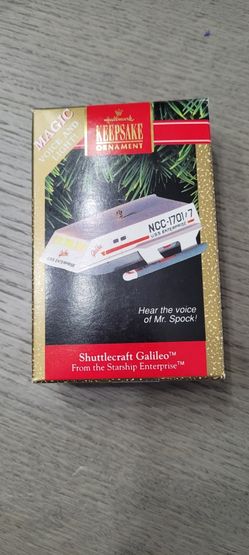 Hallmark
KEEPSAKE
ORNAMENT
MAGIC
VOICE AND
LIGHT!
Galileo
NCC-1701/7
U.S.S. ENTERPRISE
Hear the voice
of Mr. Spock!
Shuttlecraft Galileo™
From the Starship Enterprise™